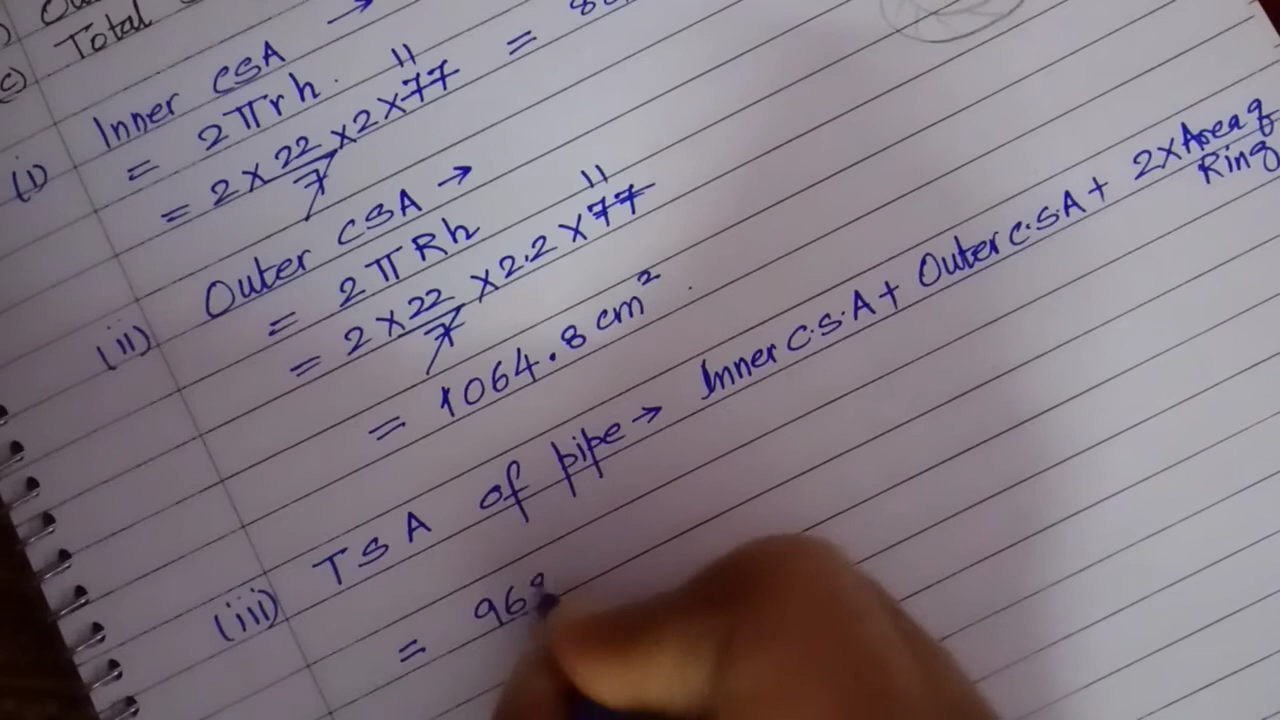 Total
(i) Inner CSA →
= 2πrh.
= 2 × 22/7 × 2 × 77 11 =
(ii) Outer CSA →
= 2πRh
= 2 × 22/7 × 2.2 × 77 11
= 1064.8 cm²
(iii) TSA of pipe → Inner C.S.A + Outer C.S.A + 2×Area of Ring
= 968